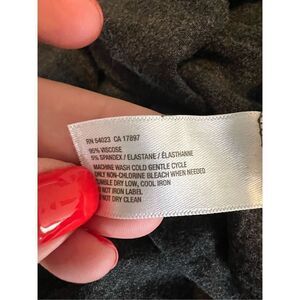 RN 54023 CA 17897
95% VISCOSE
5% SPANDEX / ELASTANE / ÉLASTHANNE
MACHINE WASH COLD GENTLE CYCLE
ONLY NON-CHLORINE BLEACH WHEN NEEDED
TUMBLE DRY LOW, COOL IRON
DO NOT IRON LABEL
DO NOT DRY CLEAN